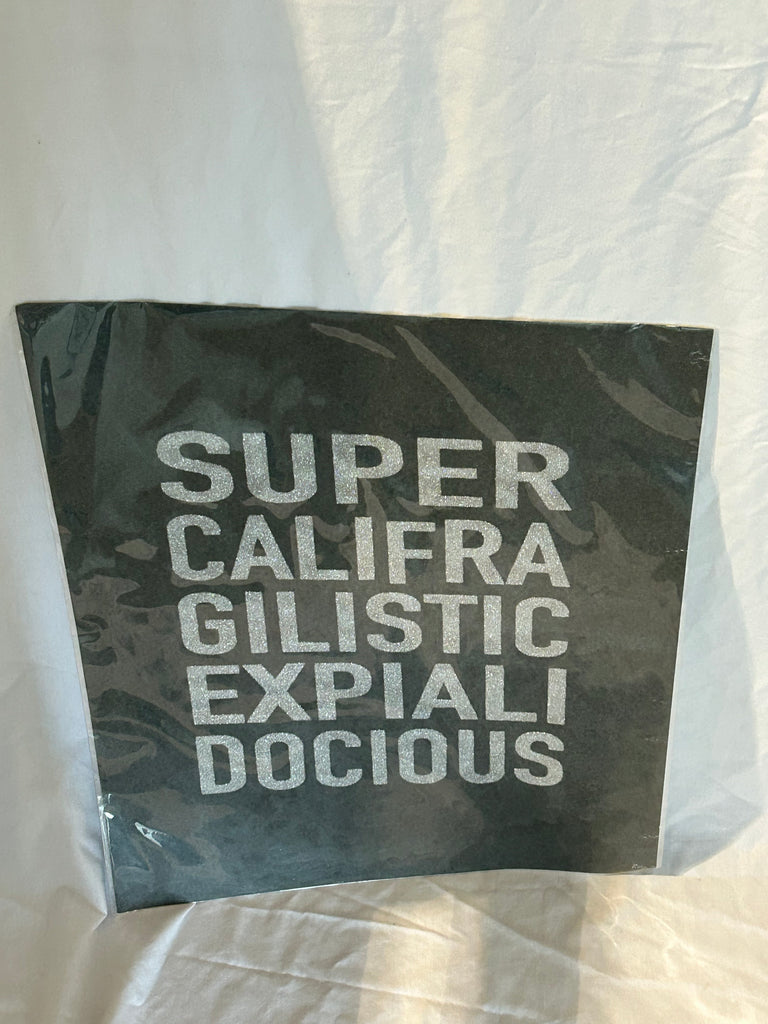 SUPER
CALIFRA
GILISTIC
EXPIALI
DOCIOUS